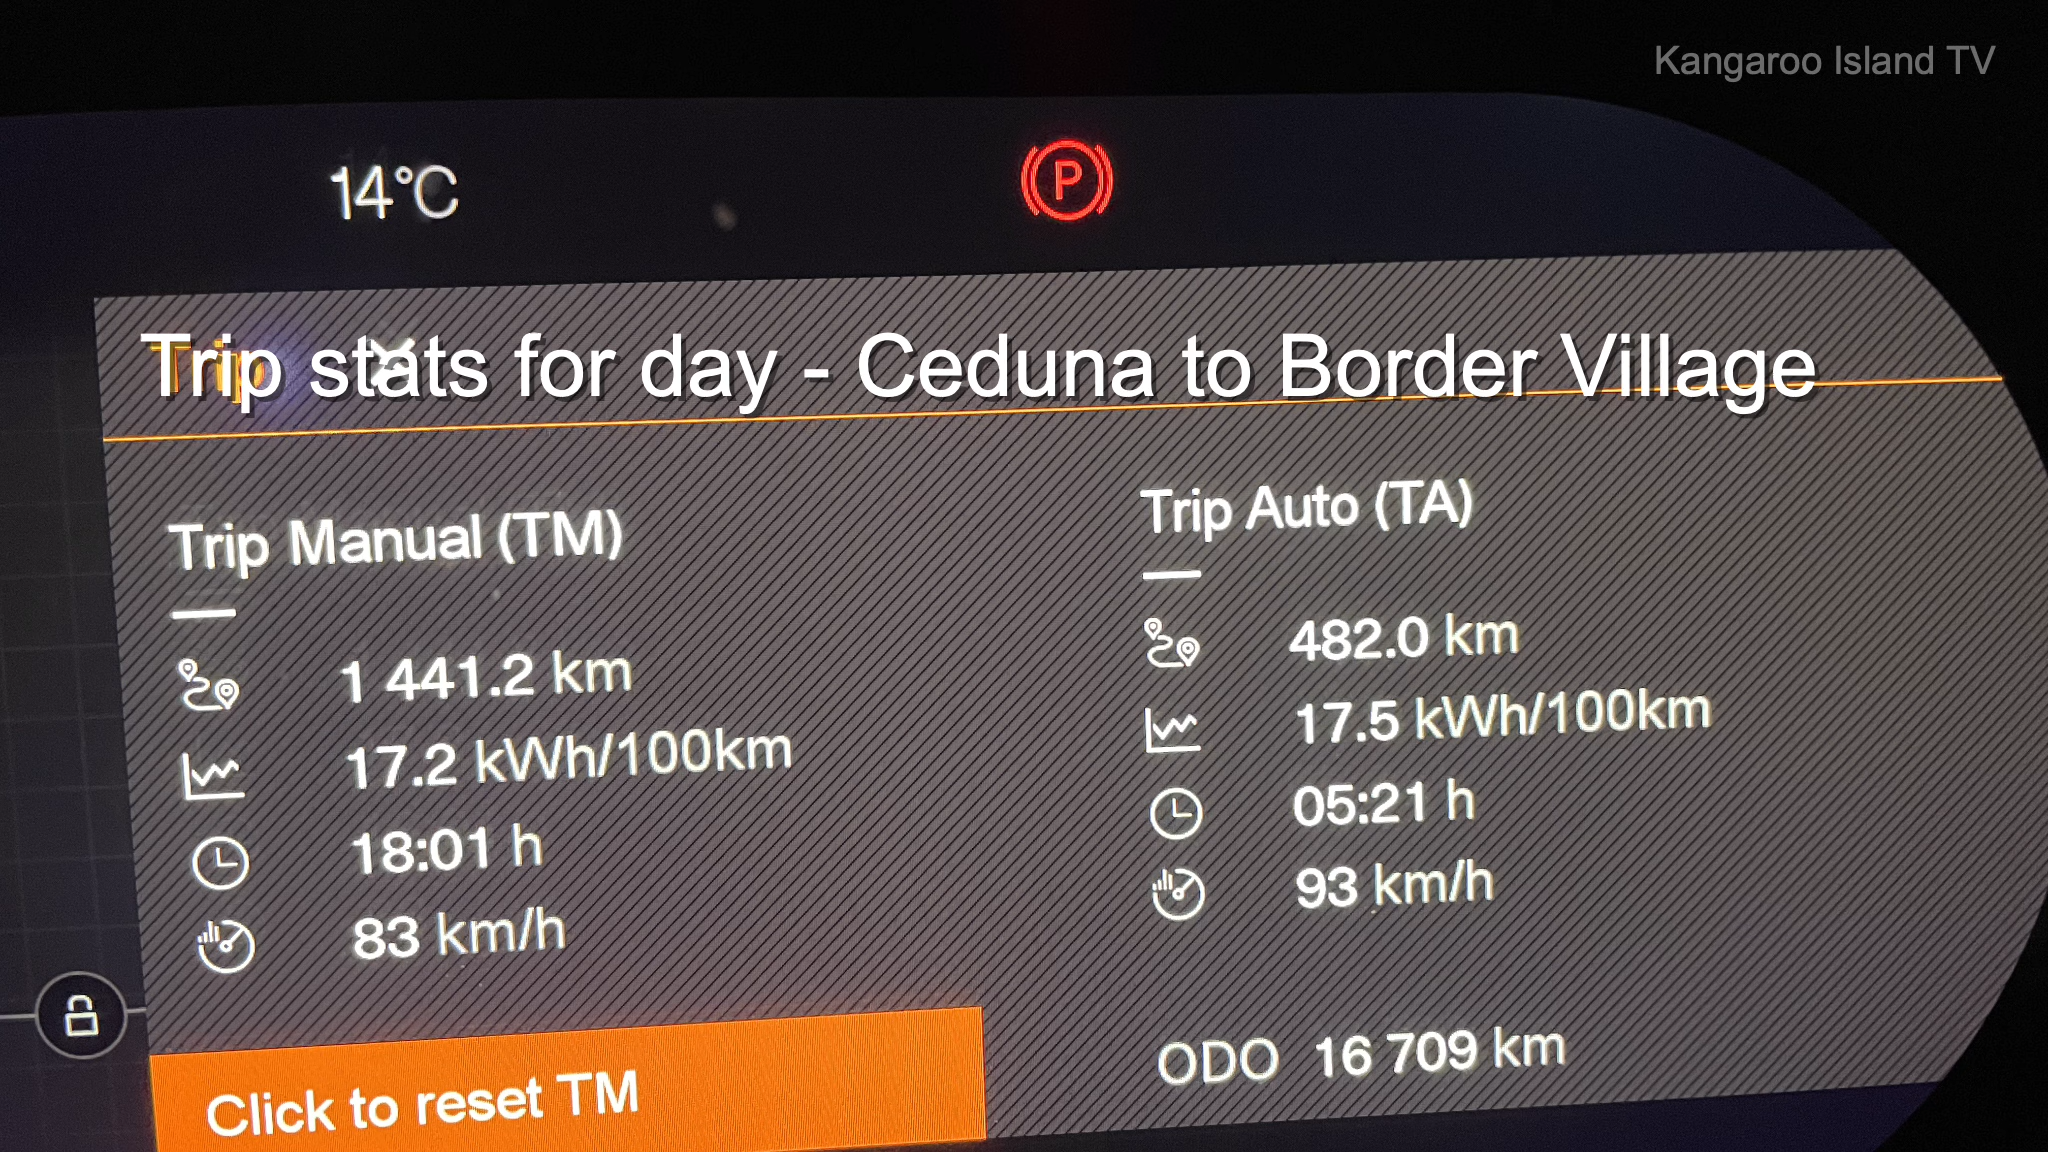 Kangaroo Island TV
14°C
P
Trip stats for day - Ceduna to Border Village
Trip
Trip Manual (TM)
Trip Auto (TA)
1 441.2 km
482.0 km
17.2 kWh/100km
17.5 kWh/100km
18:01 h
05:21 h
83 km/h
93 km/h
ODO 16 709 km
Click to reset TM